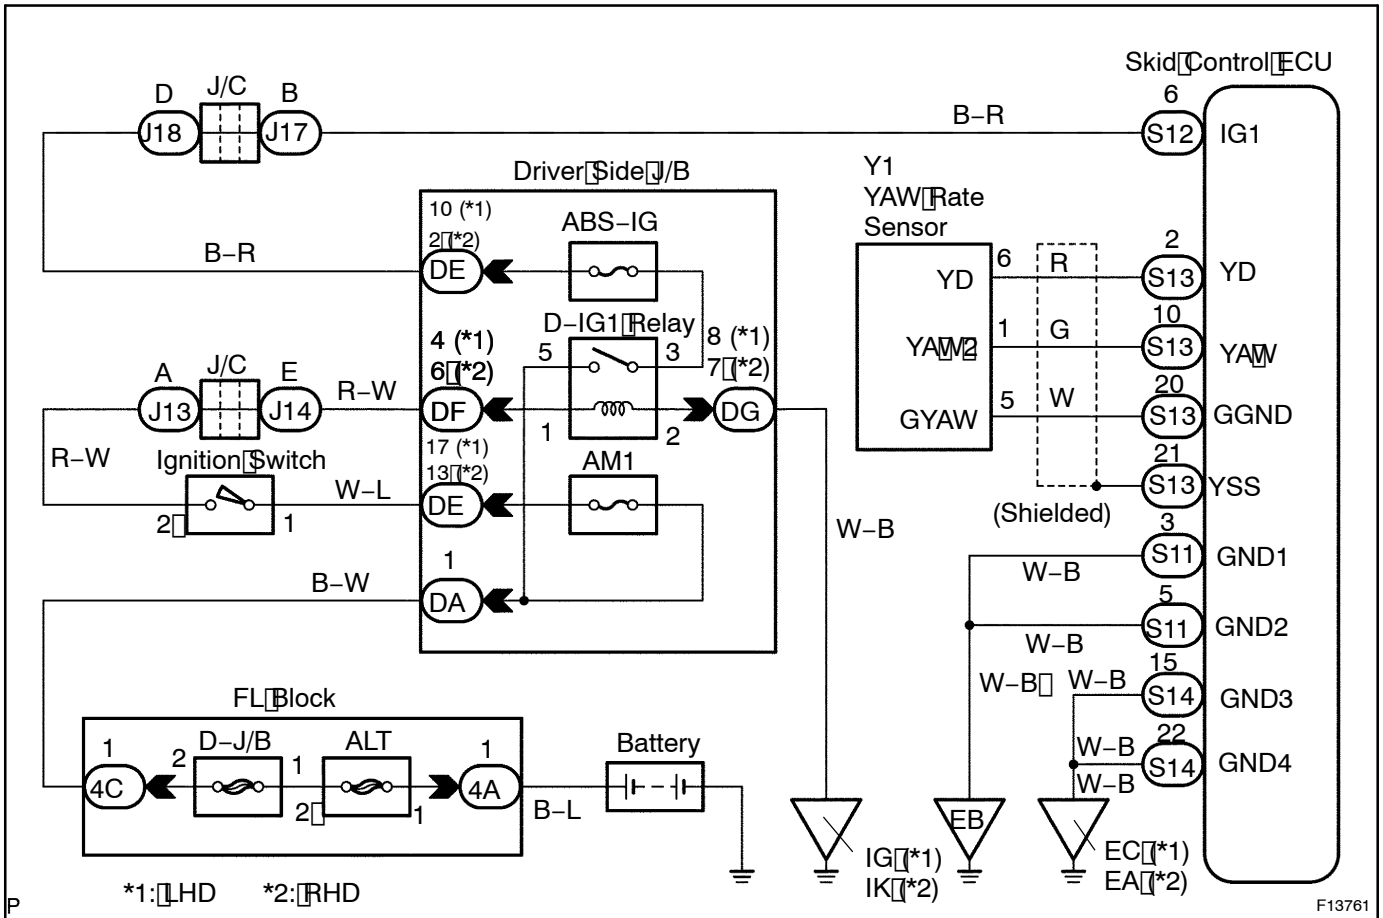 Skid Control ECU
D
J/C
B
J18
J17
B–R
6
S12
IG1
Driver Side J/B
Y1
YAW Rate
Sensor
10 (*1)
2 (*2)
ABS–IG
B–R
DE
YD
6
R
2
S13
YD
D–IG1 Relay
4 (*1)
6 (*2)
5
3
8 (*1)
7 (*2)
YAW2
1
G
10
S13
YAW
A
J/C
E
J13
J14
R–W
DF
DG
1
2
GYAW
5
W
20
S13
GGND
R–W
Ignition Switch
17 (*1)
13 (*2)
AM1
W–L
DE
2
1
21
S13
YSS
(Shielded)
W–B
3
S11
GND1
W–B
B–W
1
DA
5
S11
GND2
W–B
W–B
W–B
15
S14
GND3
FL Block
1
4C
2
D–J/B
1
ALT
2
1
1
4A
B–L
Battery
W–B
22
S14
GND4
W–B
EB
IG (*1)
IK (*2)
EC (*1)
EA (*2)
*1: LHD
*2: RHD
P
F13761